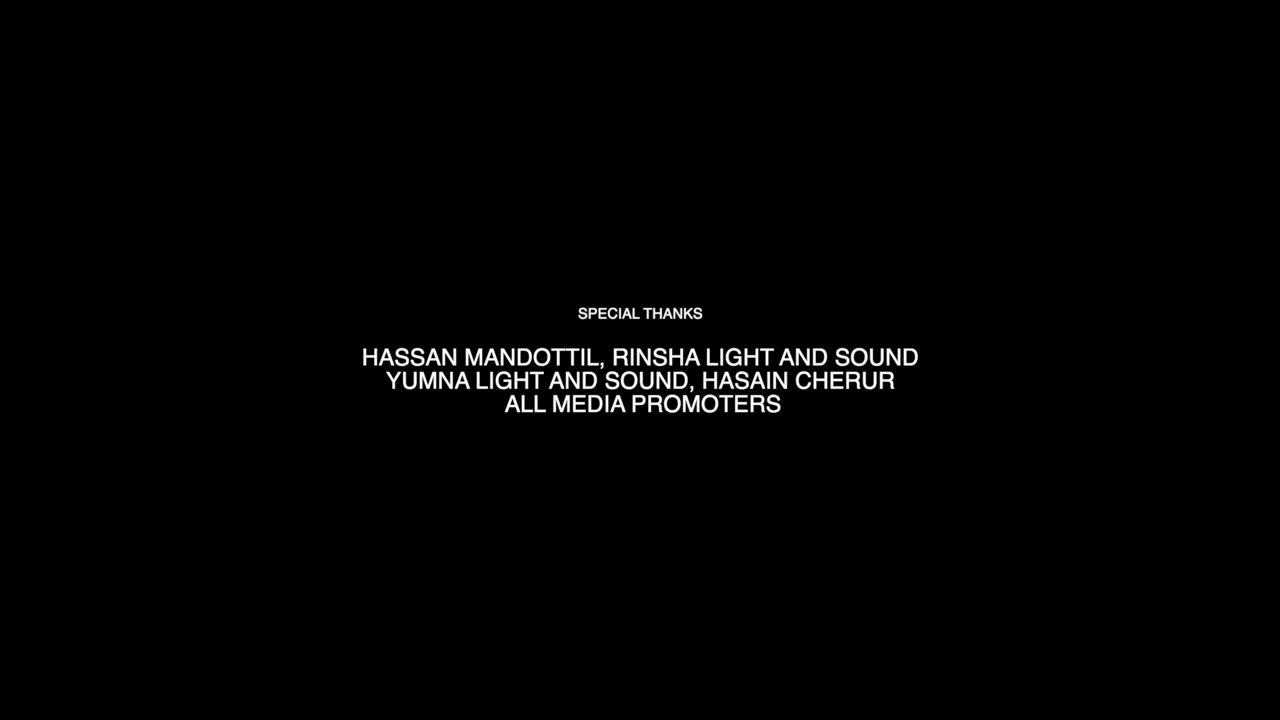 SPECIAL THANKS
HASSAN MANDOTTIL, RINSHA LIGHT AND SOUND
YUMNA LIGHT AND SOUND, HASAIN CHERUR
ALL MEDIA PROMOTERS